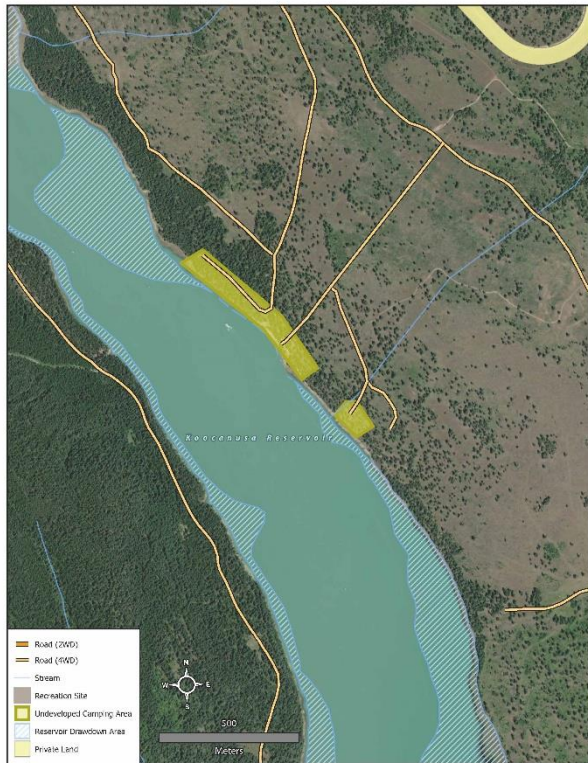 Koocanusa Reservoir
Road (2WD)
Road (4WD)
Stream
Recreation Site
Undeveloped Camping Area
Reservoir Drawdown Area
Private Land
N
W E
S
500
Meters